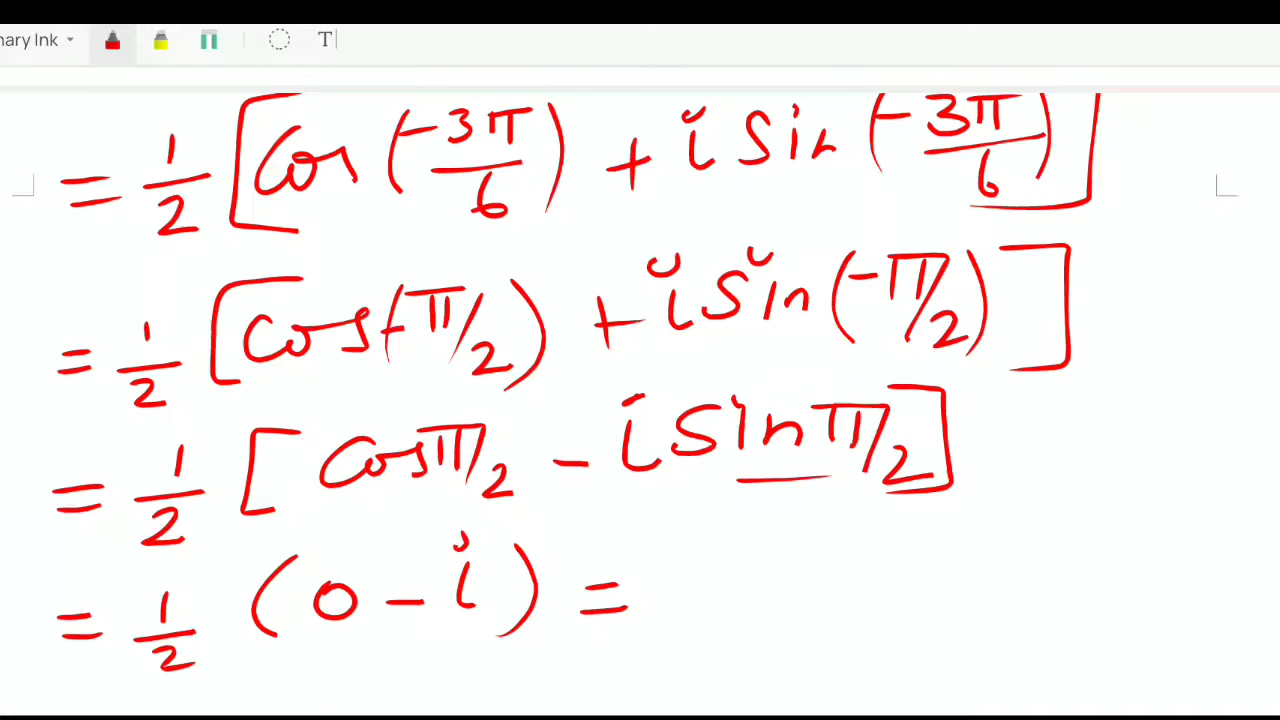 nary Ink T
= 1/2 [cos(-3π/6) + i sin(-3π/6)]
= 1/2 [cos(-π/2) + i sin(-π/2)]
= 1/2 [cos π/2 - i sin π/2]
= 1/2 (0 - i) =